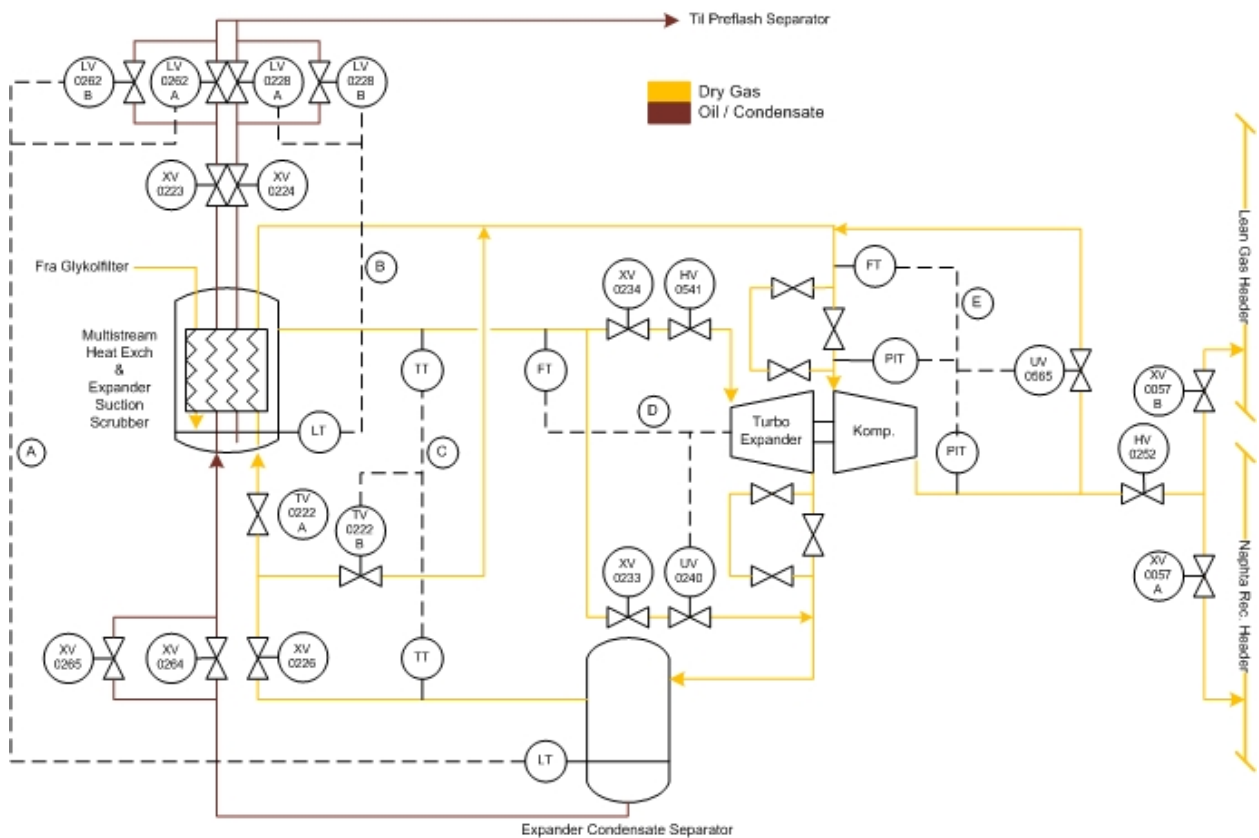 Til Preflash Separator
LV
0262
B
LV
0262
A
LV
0228
A
LV
0228
B
Dry Gas
Oil / Condensate
XV
0223
XV
0224
Lean Gas Header
Fra Glykolfilter
B
XV
0234
HV
0541
FT
E
Multistream
Heat Exch
&
Expander
Suction
Scrubber
TT
FT
PIT
UV
0565
XV
0057
B
A
LT
C
D
Turbo
Expander
Komp.
PIT
HV
0252
TV
0222
A
TV
0222
B
XV
0233
UV
0240
XV
0057
A
Naphta Rec. Header
XV
0265
XV
0264
XV
0226
TT
LT
Expander Condensate Separator